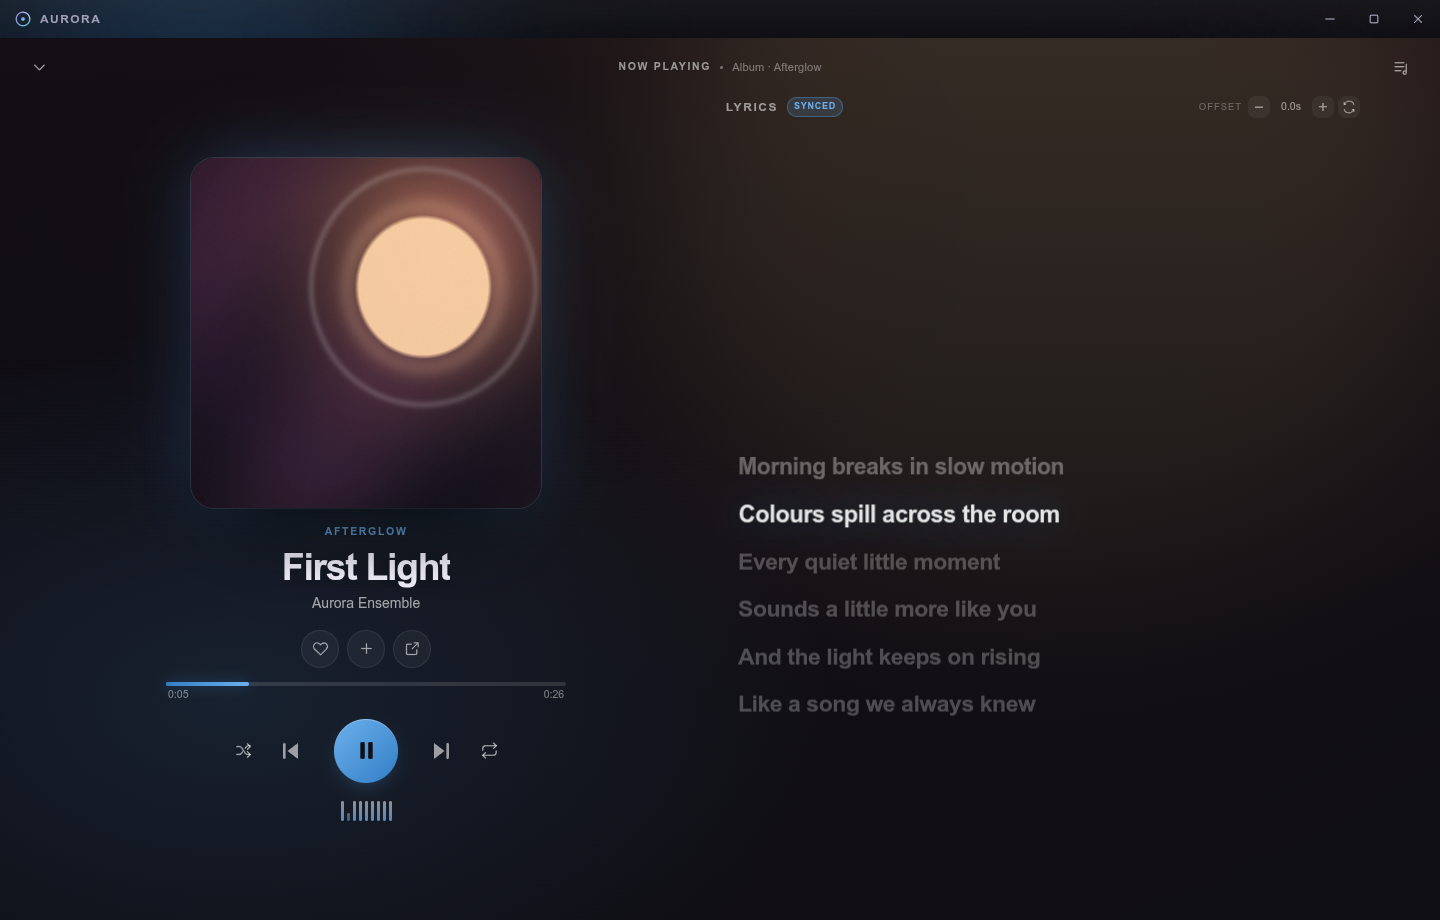 AURORA
NOW PLAYING • Album · Afterglow
LYRICS SYNCED
OFFSET − 0.0s +
AFTERGLOW
First Light
Aurora Ensemble
0:05 0:26
Morning breaks in slow motion
Colours spill across the room
Every quiet little moment
Sounds a little more like you
And the light keeps on rising
Like a song we always knew